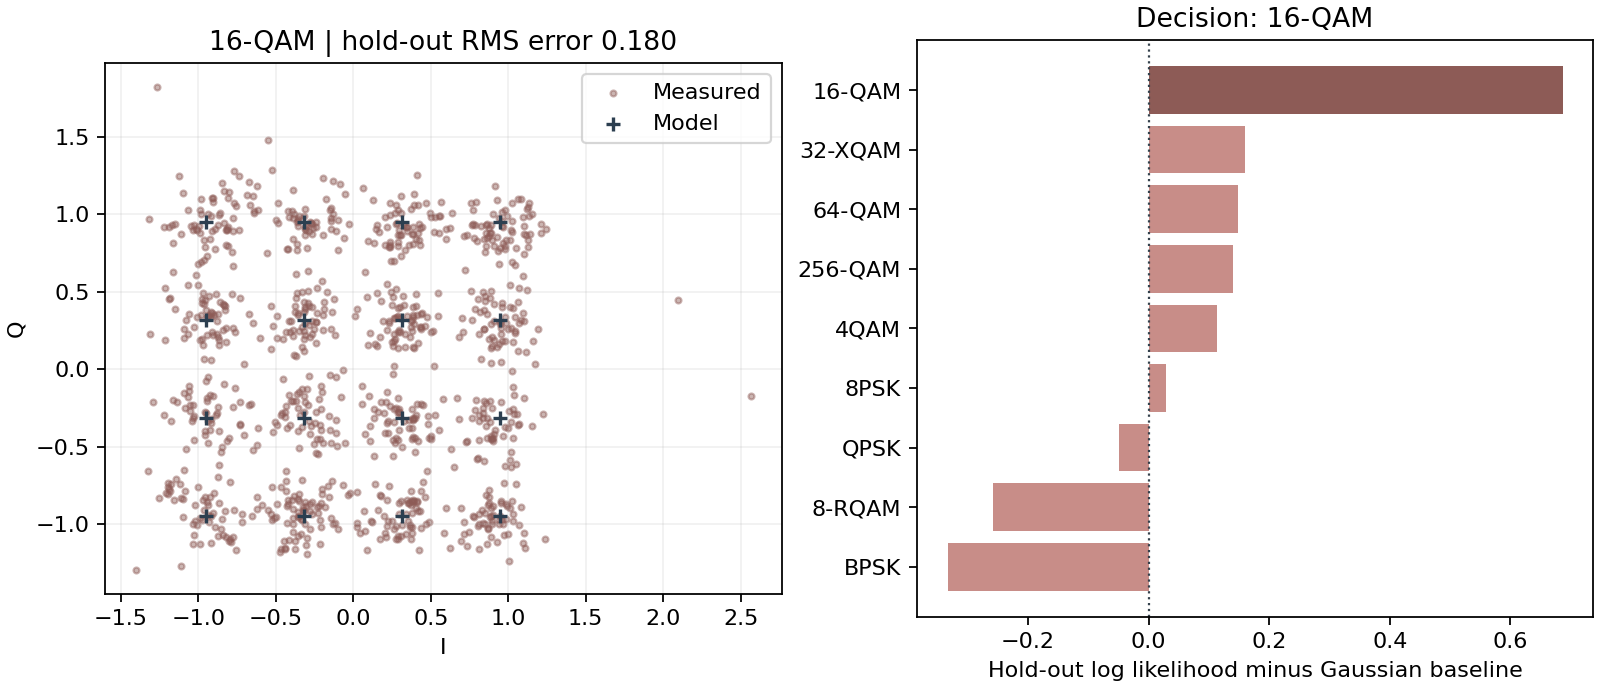 16-QAM | hold-out RMS error 0.180
Measured
Model
Q
1.5
1.0
0.5
0.0
−0.5
−1.0
−1.5
−1.0
−0.5
0.0
0.5
1.0
1.5
2.0
2.5
I
Decision: 16-QAM
16-QAM
32-XQAM
64-QAM
256-QAM
4QAM
8PSK
QPSK
8-RQAM
BPSK
−0.2
0.0
0.2
0.4
0.6
Hold-out log likelihood minus Gaussian baseline